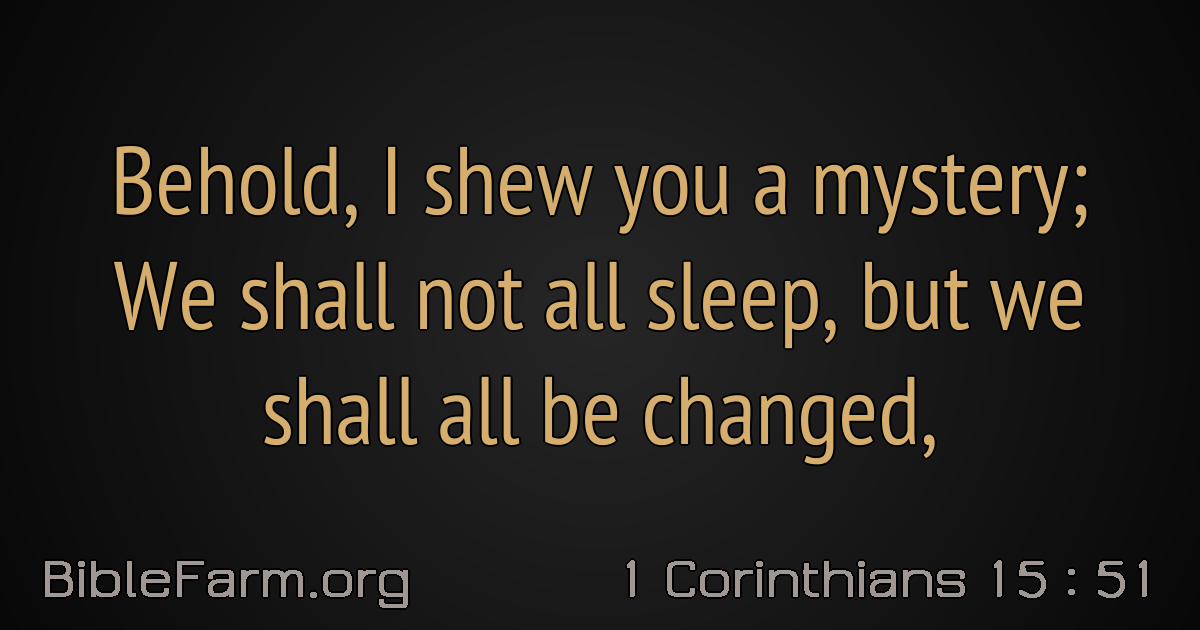 Behold, I shew you a mystery;
We shall not all sleep, but we
shall all be changed,
BibleFarm.org
1 Corinthians 15 : 51